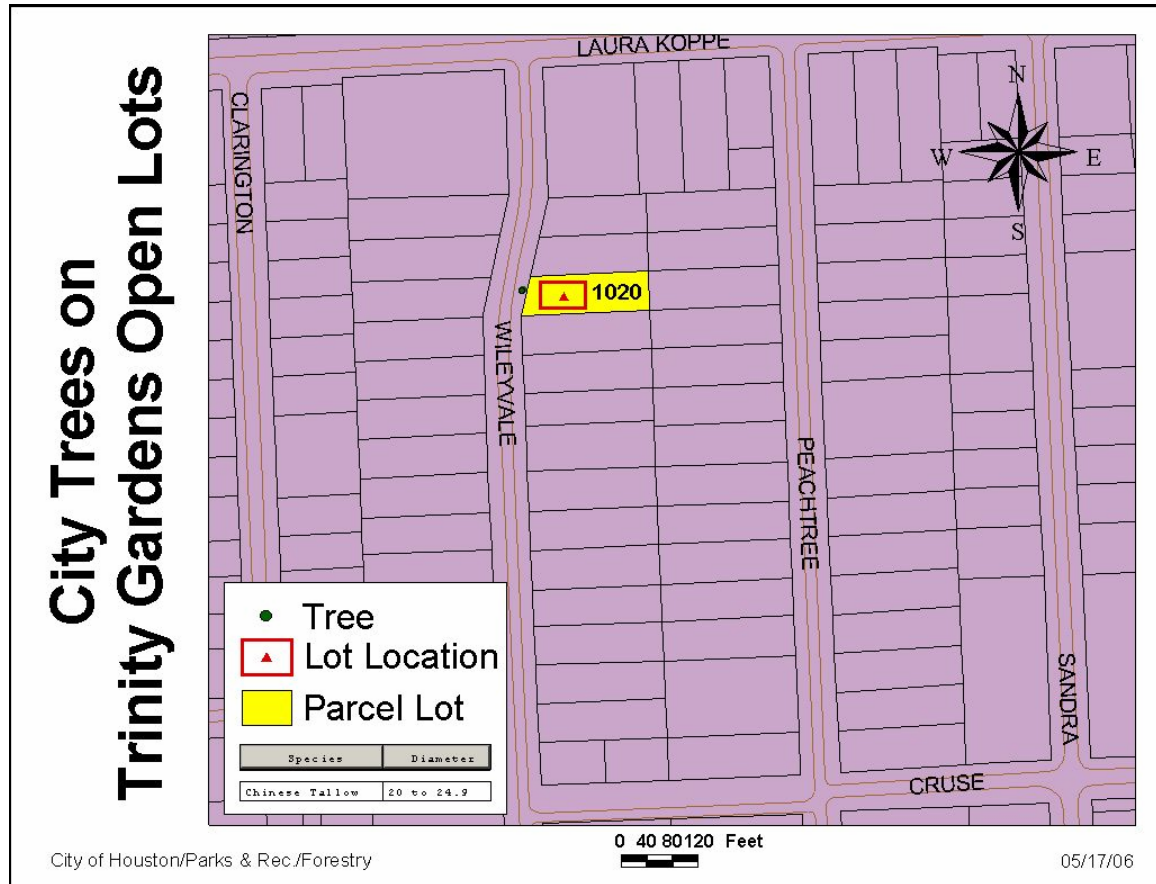 City Trees on
Trinity Gardens Open Lots
LAURA KOPPE
CLARINGTON
N
W
E
S
1020
WILEYVALE
PEACHTREE
SANDRA
CRUSE
Tree
Lot Location
Parcel Lot
Species Diameter
Chinese Tallow 20 to 24.9
0 40 80 120 Feet
City of Houston/Parks & Rec./Forestry
05/17/06